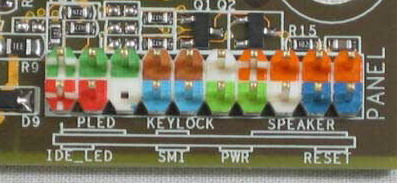 Q1 Q2
R15
R9
PANEL
D9
PLED KEYLOCK SPEAKER
IDE_LED SMI PWR RESET